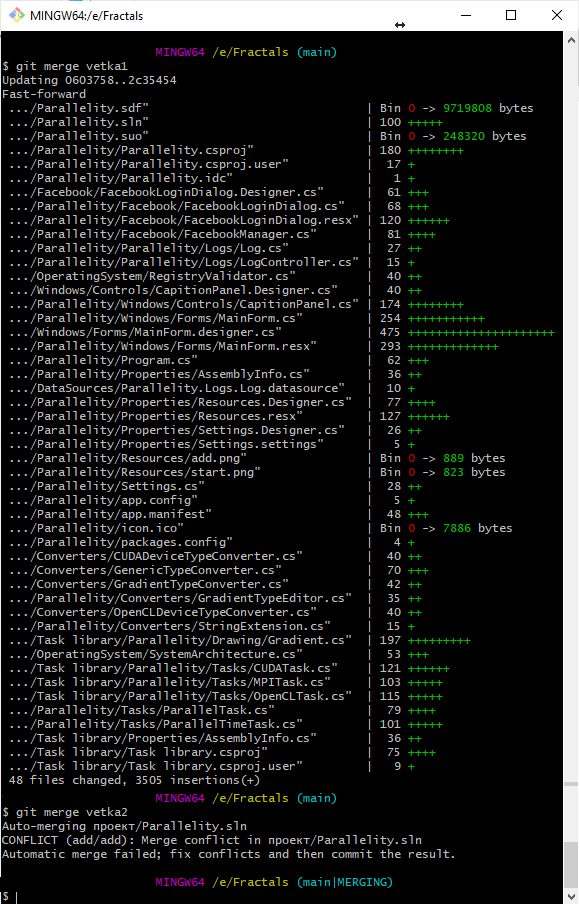 MINGW64:/e/Fractals
MINGW64 /e/Fractals (main)
$ git merge vetka1
Updating 0603758..2c35454
Fast-forward
.../Parallelity.sdf" | Bin 0 -> 9719808 bytes
.../Parallelity.sln" | 100 +++++
.../Parallelity.suo" | Bin 0 -> 248320 bytes
.../Parallelity/Parallelity.csproj" | 180 ++++++++
.../Parallelity/Parallelity.csproj.user" | 17 +
.../Parallelity/Parallelity.idc" | 1 +
.../Facebook/FacebookLoginDialog.Designer.cs" | 61 +++
.../Parallelity/Facebook/FacebookLoginDialog.cs" | 68 +++
.../Parallelity/Facebook/FacebookLoginDialog.resx" | 120 ++++++
.../Parallelity/Facebook/FacebookManager.cs" | 81 ++++
.../Parallelity/Parallelity/Logs/Log.cs" | 27 ++
.../Parallelity/Parallelity/Logs/LogController.cs" | 15 +
.../OperatingSystem/RegistryValidator.cs" | 40 ++
.../Windows/Controls/CapitionPanel.Designer.cs" | 40 ++
.../Parallelity/Windows/Controls/CapitionPanel.cs" | 174 ++++++++
.../Parallelity/Windows/Forms/MainForm.cs" | 254 +++++++++++
.../Windows/Forms/MainForm.designer.cs" | 475 +++++++++++++++++++++
.../Parallelity/Windows/Forms/MainForm.resx" | 293 +++++++++++++
.../Parallelity/Program.cs" | 62 +++
.../Parallelity/Properties/AssemblyInfo.cs" | 36 ++
.../DataSources/Parallelity.Logs.Log.datasource" | 10 +
.../Parallelity/Properties/Resources.Designer.cs" | 77 ++++
.../Parallelity/Properties/Resources.resx" | 127 ++++++
.../Parallelity/Properties/Settings.Designer.cs" | 26 ++
.../Parallelity/Properties/Settings.settings" | 5 +
.../Parallelity/Resources/add.png" | Bin 0 -> 889 bytes
.../Parallelity/Resources/start.png" | Bin 0 -> 823 bytes
.../Parallelity/Settings.cs" | 28 ++
.../Parallelity/app.config" | 5 +
.../Parallelity/app.manifest" | 48 +++
.../Parallelity/icon.ico" | Bin 0 -> 7886 bytes
.../Parallelity/packages.config" | 4 +
.../Converters/CUDADeviceTypeConverter.cs" | 40 ++
.../Converters/GenericTypeConverter.cs" | 70 +++
.../Converters/GradientTypeConverter.cs" | 42 ++
.../Parallelity/Converters/GradientTypeEditor.cs" | 35 ++
.../Converters/OpenCLDeviceTypeConverter.cs" | 40 ++
.../Parallelity/Converters/StringExtension.cs" | 15 +
.../Task library/Parallelity/Drawing/Gradient.cs" | 197 +++++++++
.../OperatingSystem/SystemArchitecture.cs" | 53 +++
.../Task library/Parallelity/Tasks/CUDATask.cs" | 121 ++++++
.../Task library/Parallelity/Tasks/MPITask.cs" | 103 +++++
.../Task library/Parallelity/Tasks/OpenCLTask.cs" | 115 +++++
.../Parallelity/Tasks/ParallelTask.cs" | 79 ++++
.../Parallelity/Tasks/ParallelTimeTask.cs" | 101 +++++
.../Task library/Properties/AssemblyInfo.cs" | 36 ++
.../Task library/Task library.csproj" | 75 ++++
.../Task library/Task library.csproj.user" | 9 +
48 files changed, 3505 insertions(+)
MINGW64 /e/Fractals (main)
$ git merge vetka2
Auto-merging проект/Parallelity.sln
CONFLICT (add/add): Merge conflict in проект/Parallelity.sln
Automatic merge failed; fix conflicts and then commit the result.
MINGW64 /e/Fractals (main|MERGING)
$